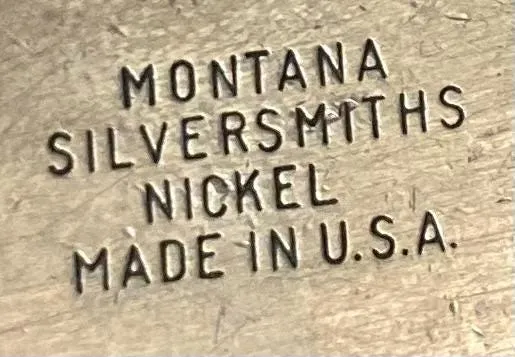 MONTANA
SILVERSMITHS
NICKEL
MADE IN U.S.A.